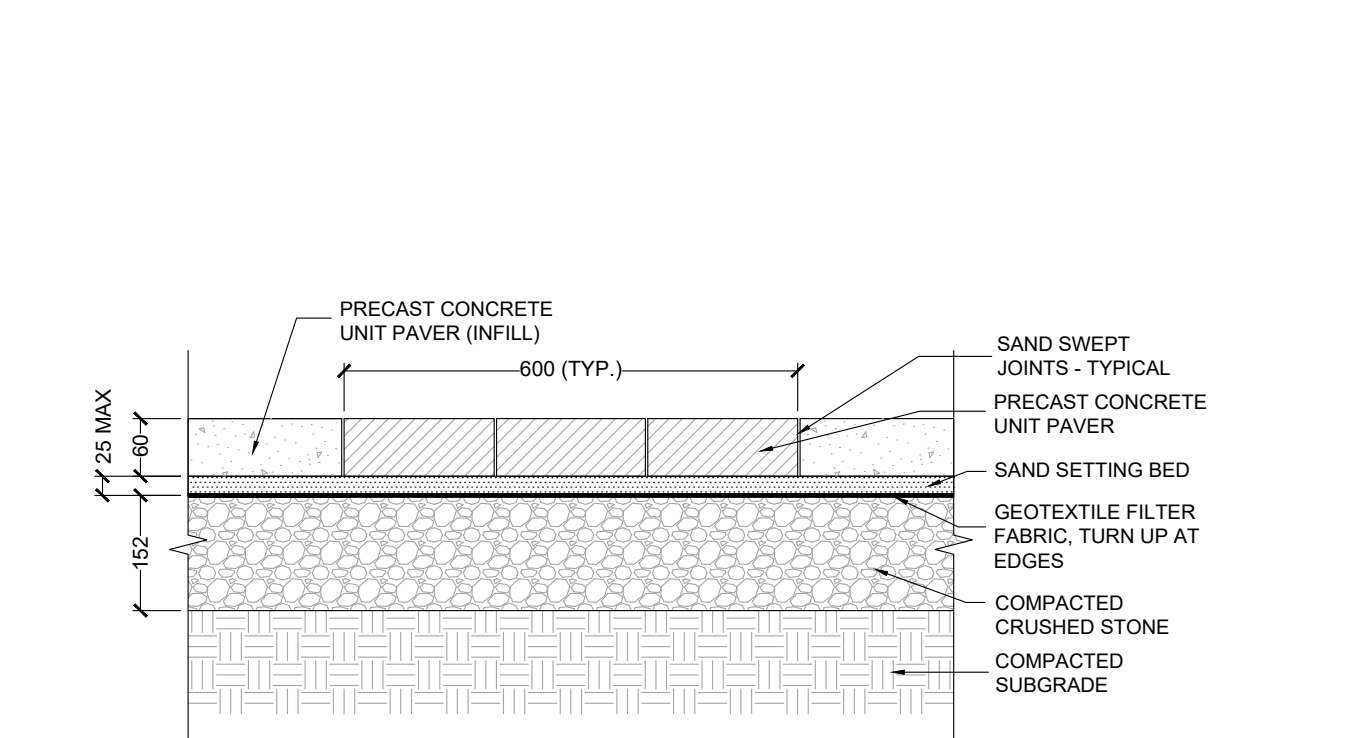 PRECAST CONCRETE
UNIT PAVER (INFILL)
600 (TYP.)
SAND SWEPT
JOINTS - TYPICAL
PRECAST CONCRETE
UNIT PAVER
25 MAX
60
SAND SETTING BED
GEOTEXTILE FILTER
FABRIC, TURN UP AT
EDGES
152
COMPACTED
CRUSHED STONE
COMPACTED
SUBGRADE